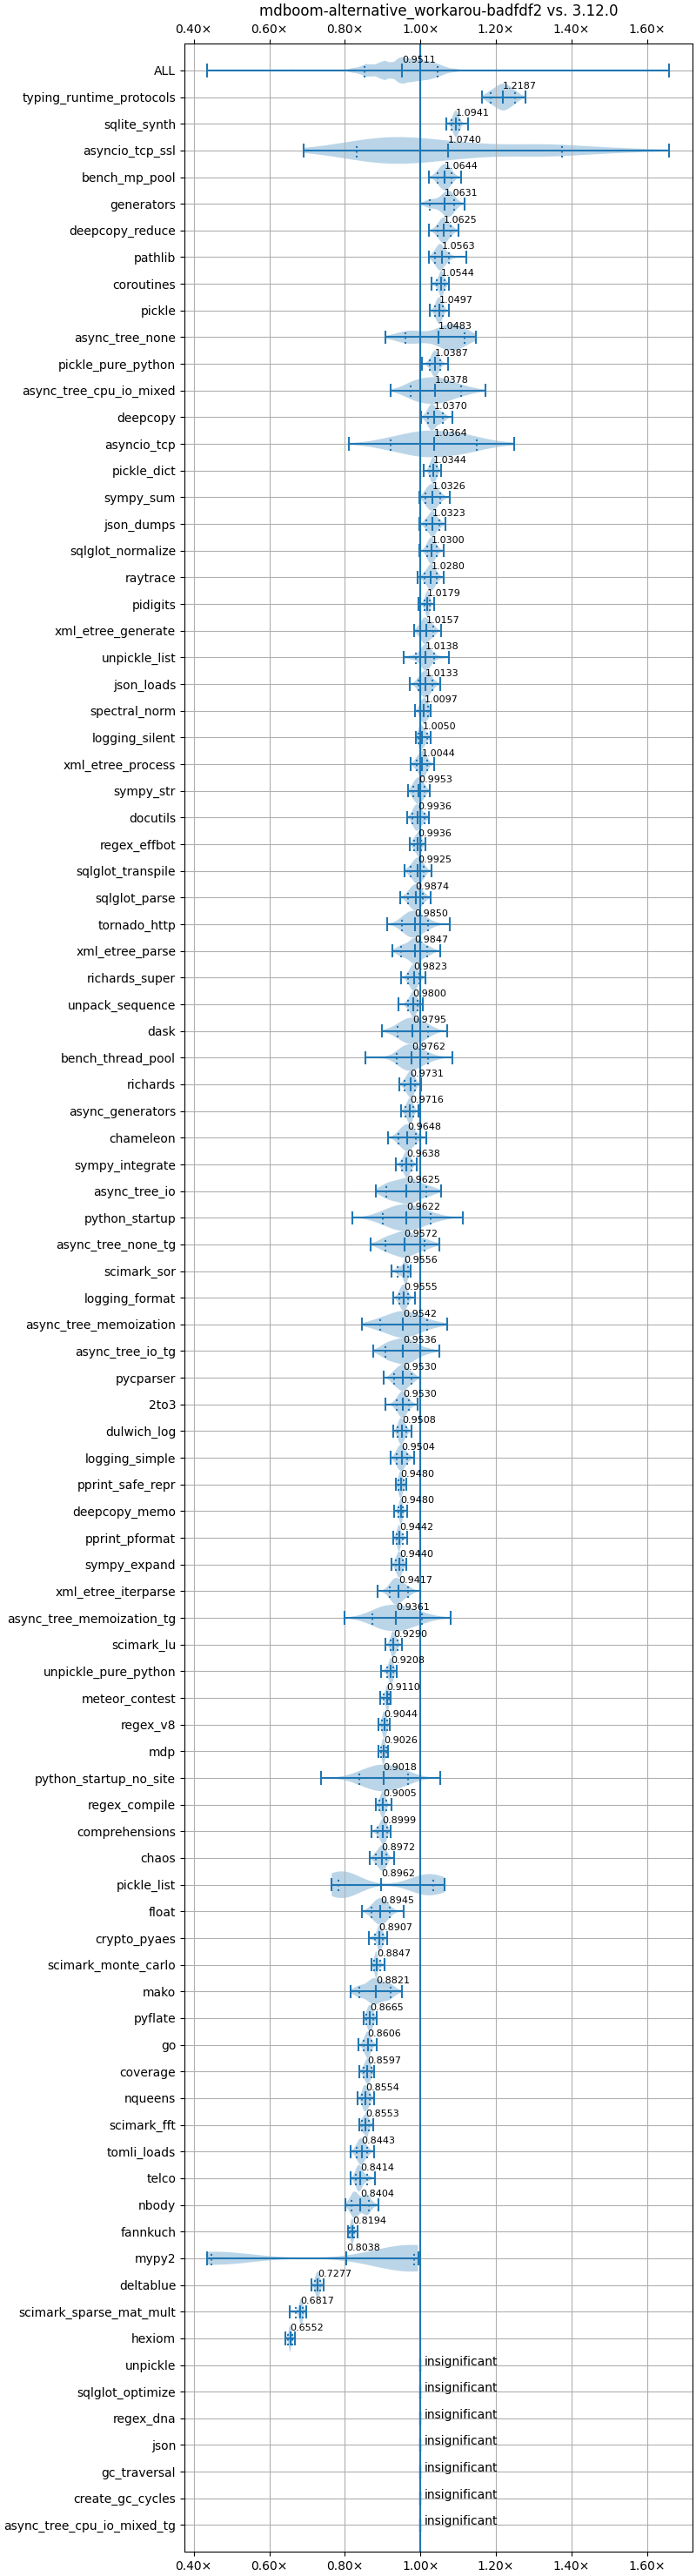 mdboom-alternative_workarou-badfdf2 vs. 3.12.0
0.40× 0.60× 0.80× 1.00× 1.20× 1.40× 1.60×
ALL 0.9511
typing_runtime_protocols 1.2187
sqlite_synth 1.0941
asyncio_tcp_ssl 1.0740
bench_mp_pool 1.0644
generators 1.0631
deepcopy_reduce 1.0625
pathlib 1.0563
coroutines 1.0544
pickle 1.0497
async_tree_none 1.0483
pickle_pure_python 1.0387
async_tree_cpu_io_mixed 1.0378
deepcopy 1.0370
asyncio_tcp 1.0364
pickle_dict 1.0344
sympy_sum 1.0326
json_dumps 1.0323
sqlglot_normalize 1.0300
raytrace 1.0280
pidigits 1.0179
xml_etree_generate 1.0157
unpickle_list 1.0138
json_loads 1.0133
spectral_norm 1.0097
logging_silent 1.0050
xml_etree_process 1.0044
sympy_str 0.9953
docutils 0.9936
regex_effbot 0.9936
sqlglot_transpile 0.9925
sqlglot_parse 0.9874
tornado_http 0.9850
xml_etree_parse 0.9847
richards_super 0.9823
unpack_sequence 0.9800
dask 0.9795
bench_thread_pool 0.9762
richards 0.9731
async_generators 0.9716
chameleon 0.9648
sympy_integrate 0.9638
async_tree_io 0.9625
python_startup 0.9622
async_tree_none_tg 0.9572
scimark_sor 0.9556
logging_format 0.9555
async_tree_memoization 0.9542
async_tree_io_tg 0.9536
pycparser 0.9530
2to3 0.9530
dulwich_log 0.9508
logging_simple 0.9504
pprint_safe_repr 0.9480
deepcopy_memo 0.9480
pprint_pformat 0.9442
sympy_expand 0.9440
xml_etree_iterparse 0.9417
async_tree_memoization_tg 0.9361
scimark_lu 0.9290
unpickle_pure_python 0.9208
meteor_contest 0.9110
regex_v8 0.9044
mdp 0.9026
python_startup_no_site 0.9018
regex_compile 0.9005
comprehensions 0.8999
chaos 0.8972
pickle_list 0.8962
float 0.8945
crypto_pyaes 0.8907
scimark_monte_carlo 0.8847
mako 0.8821
pyflate 0.8665
go 0.8606
coverage 0.8597
nqueens 0.8554
scimark_fft 0.8553
tomli_loads 0.8443
telco 0.8414
nbody 0.8404
fannkuch 0.8194
mypy2 0.8038
deltablue 0.7277
scimark_sparse_mat_mult 0.6817
hexiom 0.6552
unpickle insignificant
sqlglot_optimize insignificant
regex_dna insignificant
json insignificant
gc_traversal insignificant
create_gc_cycles insignificant
async_tree_cpu_io_mixed_tg insignificant
0.40× 0.60× 0.80× 1.00× 1.20× 1.40× 1.60×